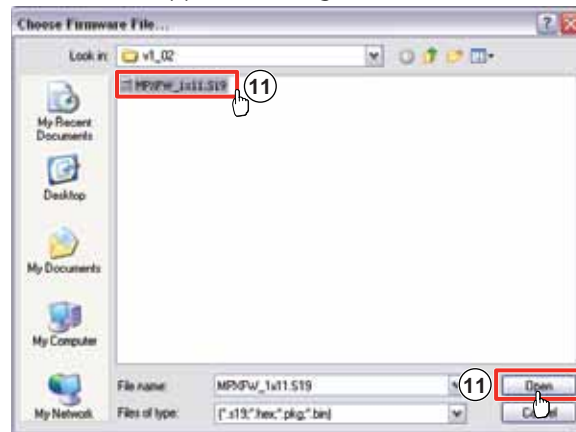 Choose Firmware File...
Look in: v1_02
MPXFW_1x11.S19
11
My Recent
Documents
Desktop
My Documents
My Computer
My Network
File name: MPXFW_1x11.S19
11
Open
Files of type: (*.s19;*.hex;*.pkg;*.bin)
Cancel